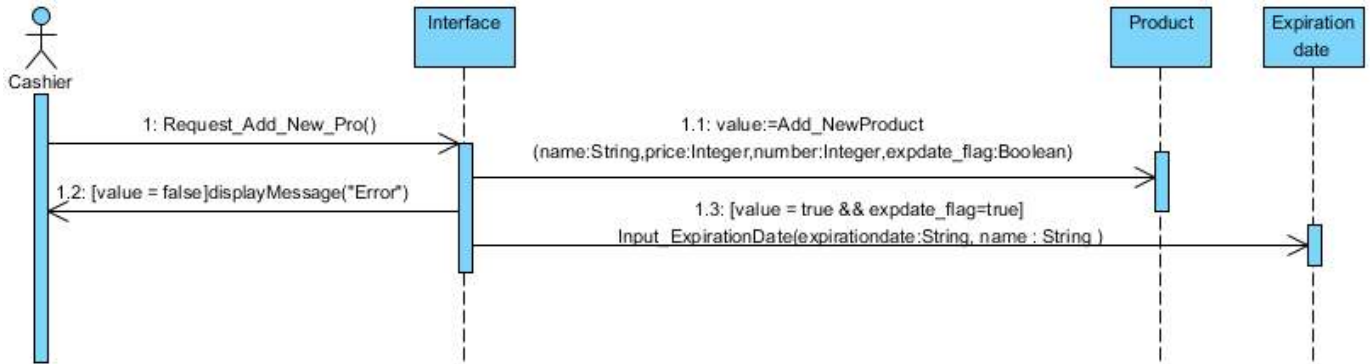 Interface
Product
Expiration
date
Cashier
1: Request_Add_New_Pro()
1.1: value:=Add_NewProduct
(name:String,price:Integer,number:Integer,expdate_flag:Boolean)
1.2: [value = false]displayMessage("Error")
1.3: [value = true && expdate_flag=true]
Input_ExpirationDate(expirationdate:String, name : String )